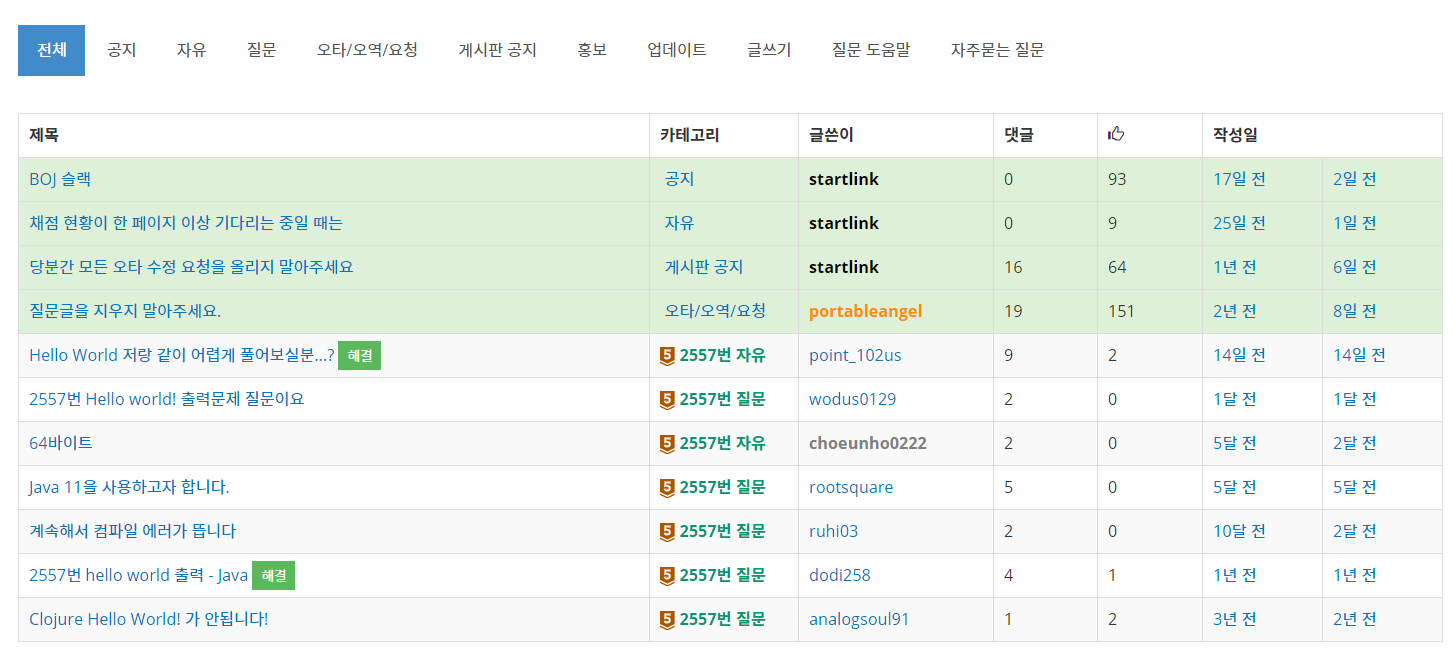 전체 공지 자유 질문 오타/오역/요청 게시판 공지 홍보 업데이트 글쓰기 질문 도움말 자주묻는 질문
제목 카테고리 글쓴이 댓글 작성일
BOJ 슬랙 공지 startlink 0 93 17일 전 2일 전
채점 현황이 한 페이지 이상 기다리는 중일 때는 자유 startlink 0 9 25일 전 1일 전
당분간 모든 오타 수정 요청을 올리지 말아주세요 게시판 공지 startlink 16 64 1년 전 6일 전
질문글을 지우지 말아주세요. 오타/오역/요청 portableangel 19 151 2년 전 8일 전
Hello World 저랑 같이 어렵게 풀어보실분...? 해결 5 2557번 자유 point_102us 9 2 14일 전 14일 전
2557번 Hello world! 출력문제 질문이요 5 2557번 질문 wodus0129 2 0 1달 전 1달 전
64바이트 5 2557번 자유 choeunho0222 2 0 5달 전 2달 전
Java 11을 사용하고자 합니다. 5 2557번 질문 rootsquare 5 0 5달 전 5달 전
계속해서 컴파일 에러가 뜹니다 5 2557번 질문 ruhi03 2 0 10달 전 2달 전
2557번 hello world 출력 - Java 해결 5 2557번 질문 dodi258 4 1 1년 전 1년 전
Clojure Hello World! 가 안됩니다! 5 2557번 질문 analogsoul91 1 2 3년 전 2년 전